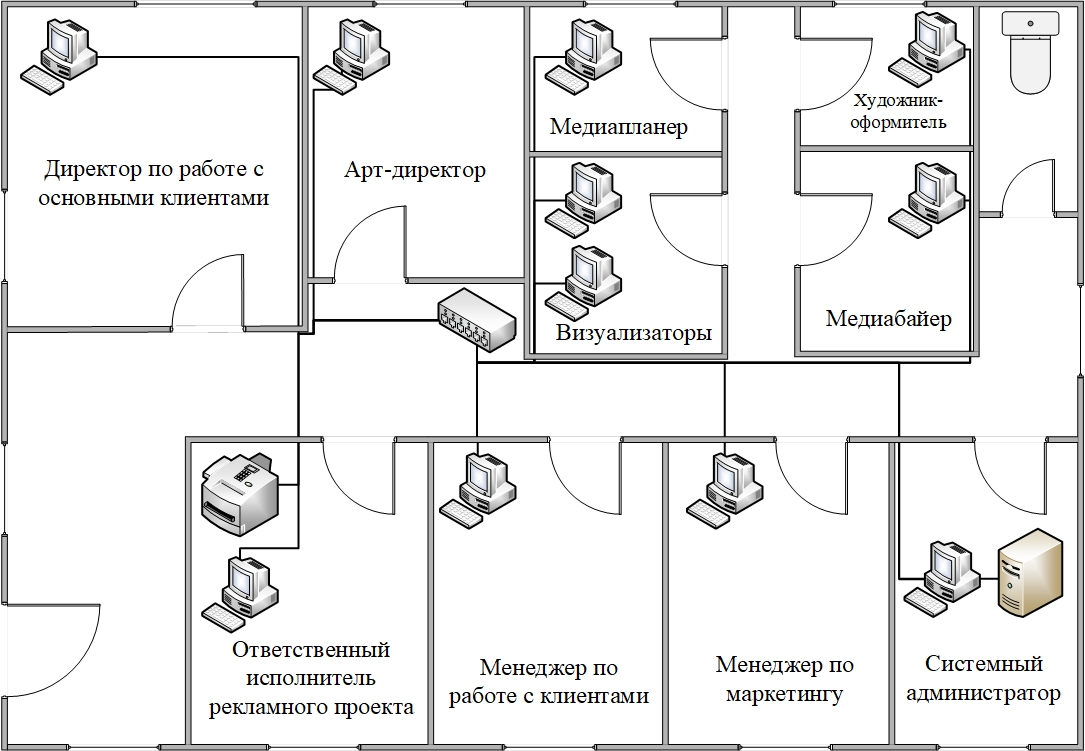 Художник-
оформитель
Медиапланер
Директор по работе с
основными клиентами
Арт-директор
Визуализаторы
Медиабайер
Ответственный
исполнитель
рекламного проекта
Менеджер по
работе с клиентами
Менеджер по
маркетингу
Системный
администратор